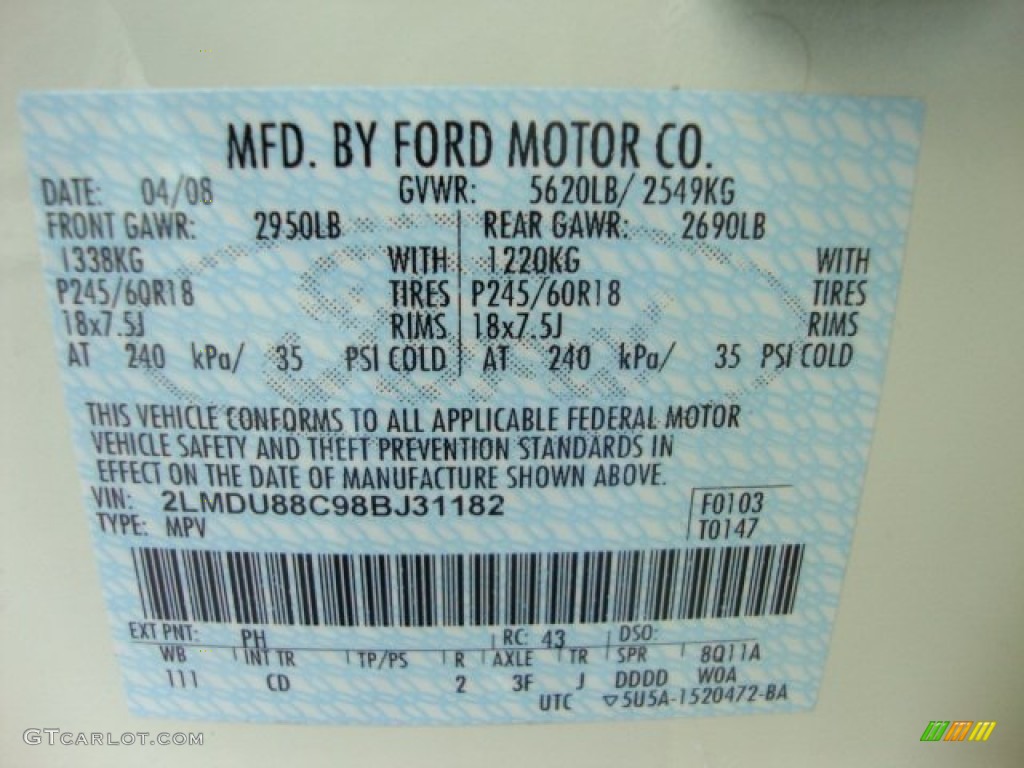 MFD. BY FORD MOTOR CO.
DATE: 04/08 GVWR: 5620LB/ 2549KG
FRONT GAWR: 2950LB REAR GAWR: 2690LB
1338KG WITH 1220KG WITH
P245/60R18 TIRES P245/60R18 TIRES
18x7.5J RIMS 18x7.5J RIMS
AT 240 kPa/ 35 PSI COLD AT 240 kPa/ 35 PSI COLD
THIS VEHICLE CONFORMS TO ALL APPLICABLE FEDERAL MOTOR
VEHICLE SAFETY AND THEFT PREVENTION STANDARDS IN
EFFECT ON THE DATE OF MANUFACTURE SHOWN ABOVE.
VIN: 2LMDU88C98BJ31182 F0103
TYPE: MPV T0147
EXT PNT: PH RC: 43 DSO:
WB INT TR TP/PS R AXLE TR SPR 8Q11A
111 CD 2 3F J DDDD W0A
UTC ▽5U5A-1520472-BA
GTCARLOT.COM